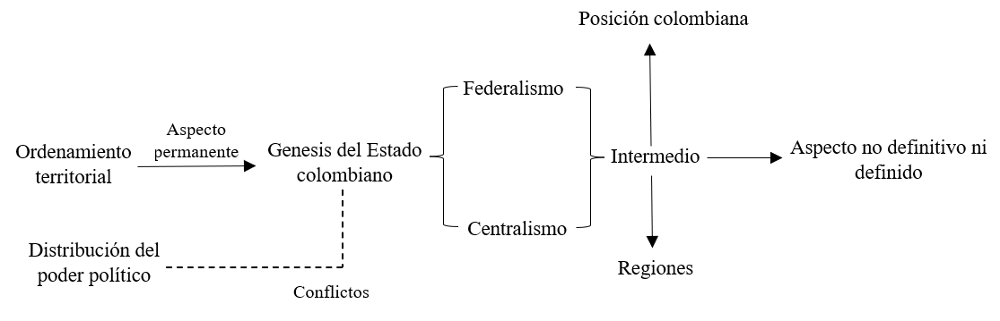 Posición colombiana
Federalismo
Aspecto
permanente
Ordenamiento
territorial
Genesis del Estado
colombiano
Intermedio
Aspecto no definitivo ni
definido
Centralismo
Distribución del
poder político
Regiones
Conflictos